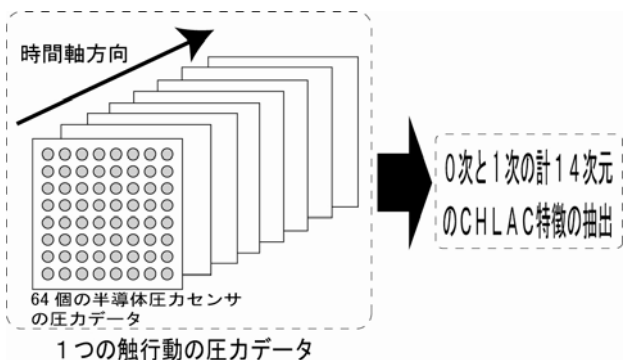 時間軸方向
64個の半導体圧力センサ
の圧力データ
1つの触行動の圧力データ
0次と1次の計14次元
のCHLAC特徴の抽出